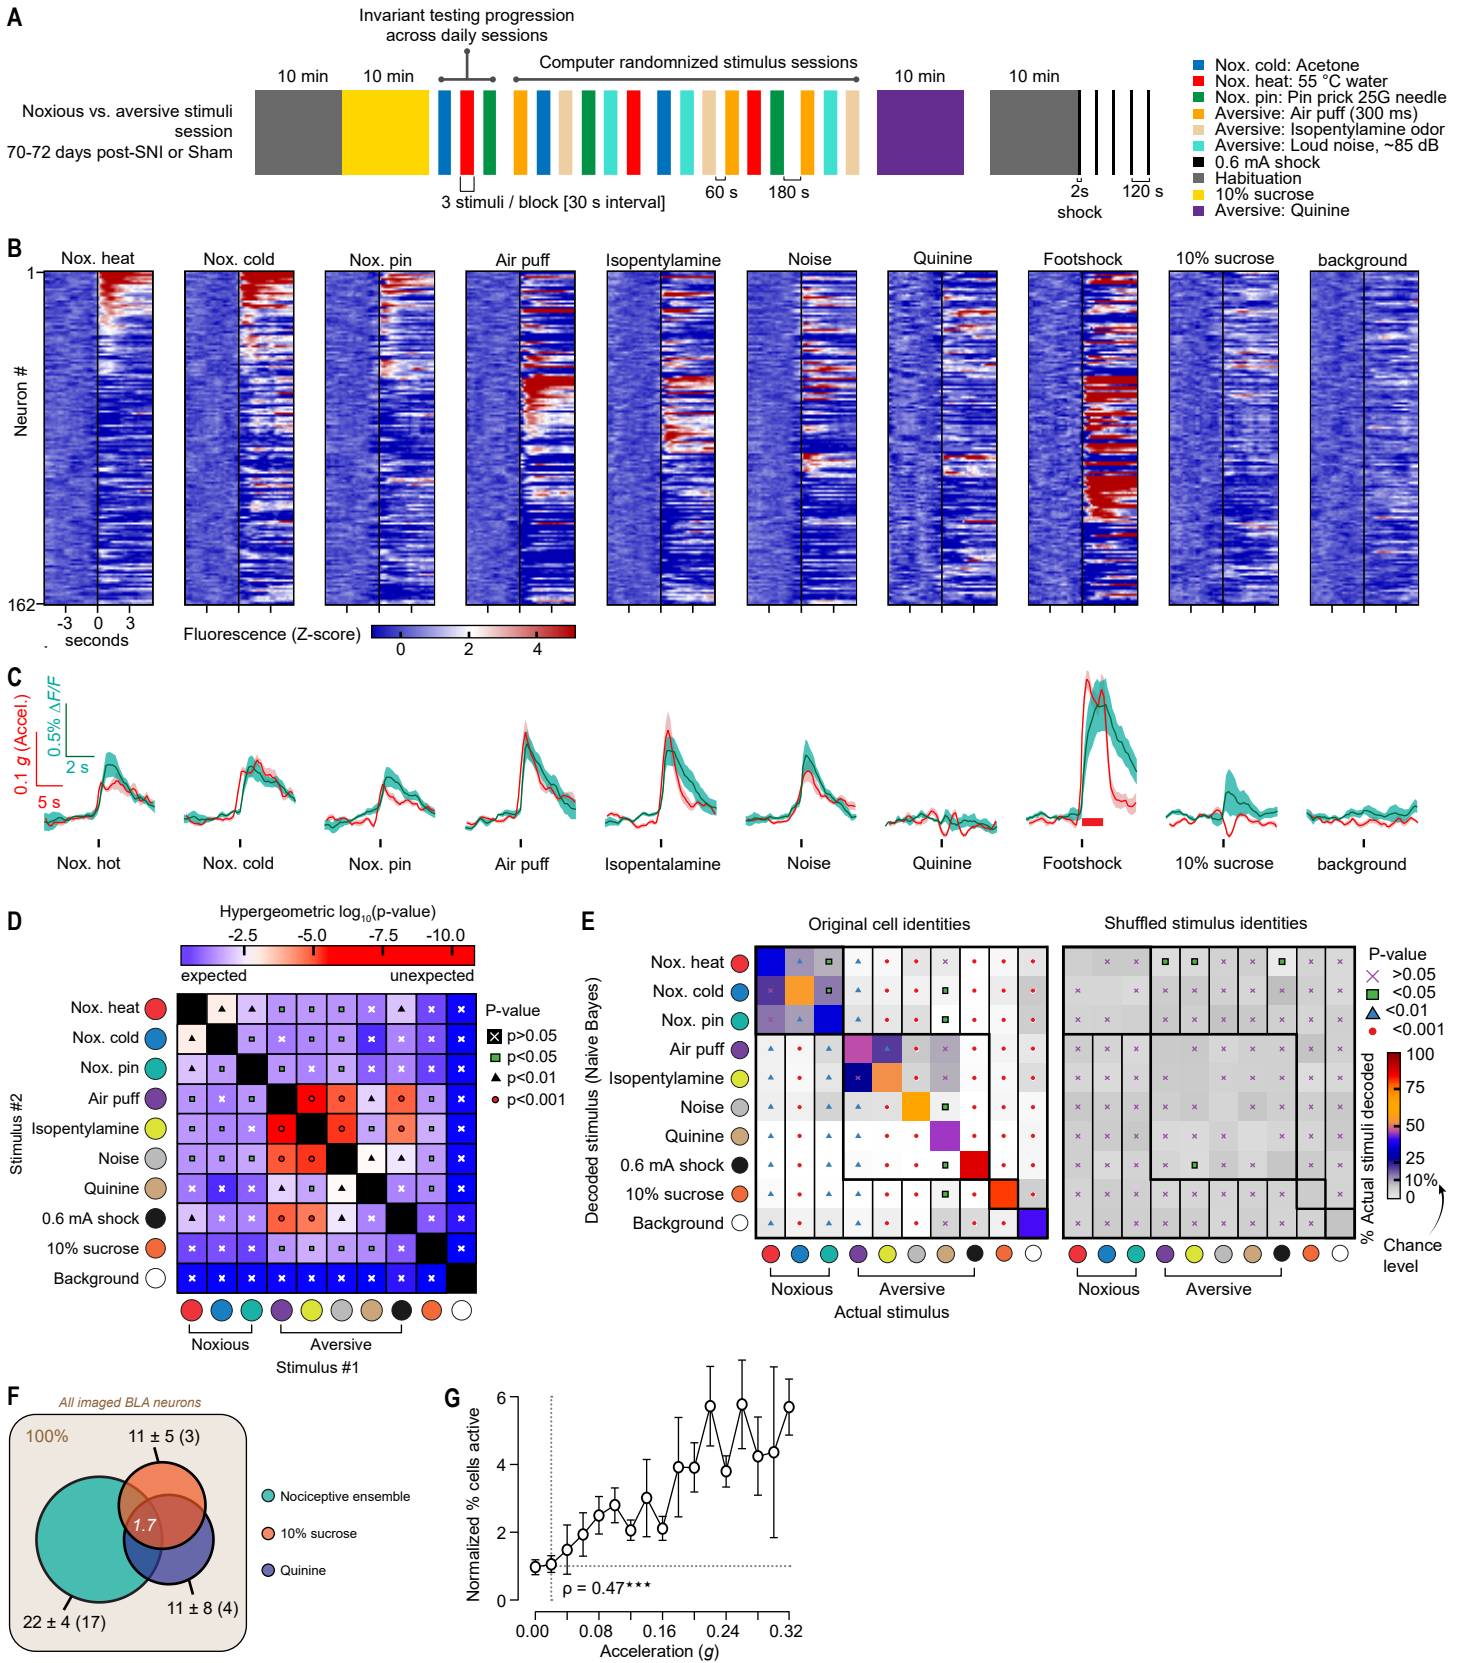 A
Invariant testing progression
across daily sessions
Computer randomnized stimulus sessions
10 min
10 min
10 min
10 min
Noxious vs. aversive stimuli
session
70-72 days post-SNI or Sham
3 stimuli / block [30 s interval]
60 s
180 s
2s
shock
120 s
Nox. cold: Acetone
Nox. heat: 55 °C water
Nox. pin: Pin prick 25G needle
Aversive: Air puff (300 ms)
Aversive: Isopentylamine odor
Aversive: Loud noise, ~85 dB
0.6 mA shock
Habituation
10% sucrose
Aversive: Quinine
B
Nox. heat
Nox. cold
Nox. pin
Air puff
Isopentylamine
Noise
Quinine
Footshock
10% sucrose
background
1
Neuron #
162
-3 0 3
seconds
Fluorescence (Z-score)
0 2 4
C
0.1 g (Accel.)
0.5% ΔF/F
2 s
5 s
Nox. hot
Nox. cold
Nox. pin
Air puff
Isopentalamine
Noise
Quinine
Footshock
10% sucrose
background
D
Hypergeometric log10(p-value)
-2.5 -5.0 -7.5 -10.0
expected unexpected
Stimulus #2
Nox. heat
Nox. cold
Nox. pin
Air puff
Isopentylamine
Noise
Quinine
0.6 mA shock
10% sucrose
Background
P-value
p>0.05
p<0.05
p<0.01
p<0.001
Noxious
Aversive
Stimulus #1
E
Original cell identities
Shuffled stimulus identities
Decoded stimulus (Naive Bayes)
Nox. heat
Nox. cold
Nox. pin
Air puff
Isopentylamine
Noise
Quinine
0.6 mA shock
10% sucrose
Background
Noxious
Aversive
Actual stimulus
Noxious
Aversive
P-value
>0.05
<0.05
<0.01
<0.001
% Actual stimuli decoded
100
75
50
25
10%
0
Chance
level
F
All imaged BLA neurons
100%
11 ± 5 (3)
1.7
22 ± 4 (17)
11 ± 8 (4)
Nociceptive ensemble
10% sucrose
Quinine
G
Normalized % cells active
6
4
2
0
ρ = 0.47★★★
0.00 0.08 0.16 0.24 0.32
Acceleration (g)